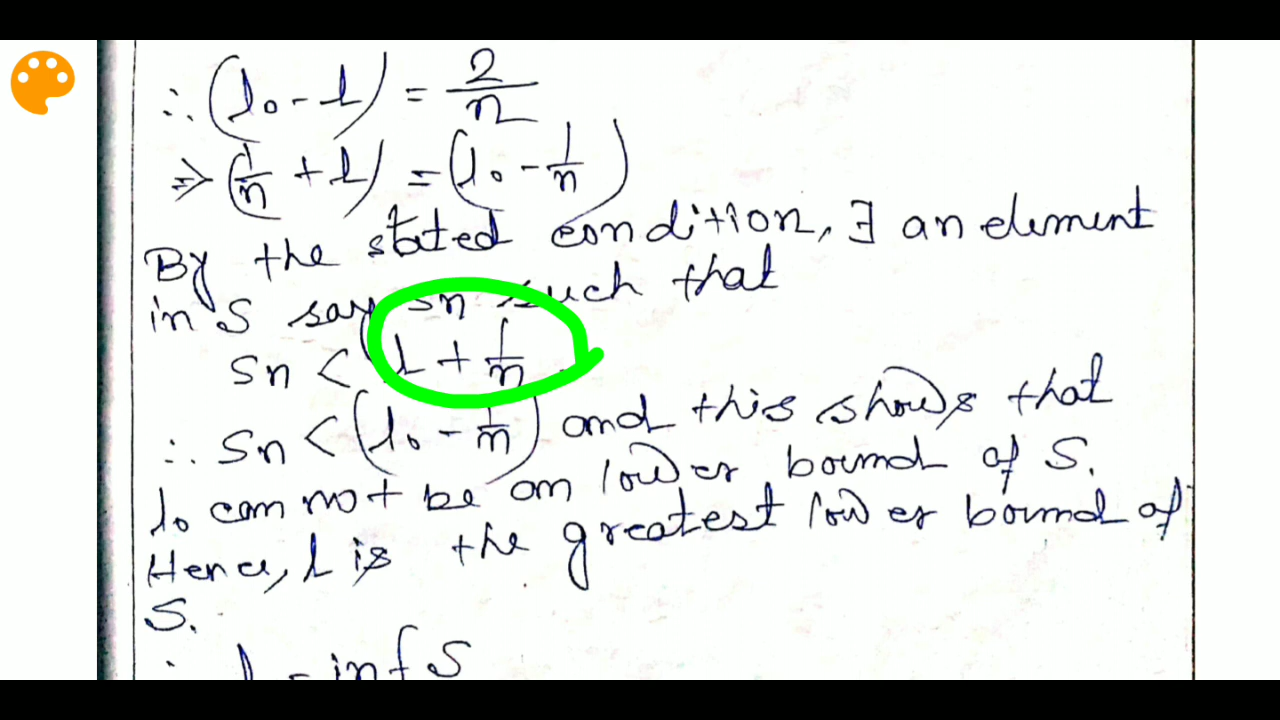 ∴ (l₀ - l) = 2/n
⇒ (1/n + l) = (l₀ - 1/n)
By the stated condition, ∃ an element
in S say Sn such that
Sn < l + 1/n.
∴ Sn < (l₀ - 1/n) and this shows that
l₀ can not be an lower bound of S.
Hence, l is the greatest lower bound of
S.
∴ l = inf S